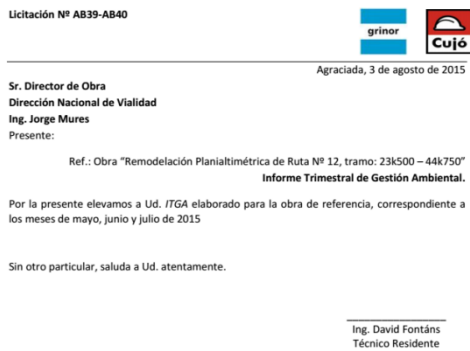 Licitación Nº AB39-AB40
grinor
Cujó
Agraciada, 3 de agosto de 2015
Sr. Director de Obra
Dirección Nacional de Vialidad
Ing. Jorge Mures
Presente:
Ref.: Obra “Remodelación Planialtimétrica de Ruta Nº 12, tramo: 23k500 – 44k750”
Informe Trimestral de Gestión Ambiental.
Por la presente elevamos a Ud. ITGA elaborado para la obra de referencia, correspondiente a
los meses de mayo, junio y julio de 2015
Sin otro particular, saluda a Ud. atentamente.
Ing. David Fontáns
Técnico Residente